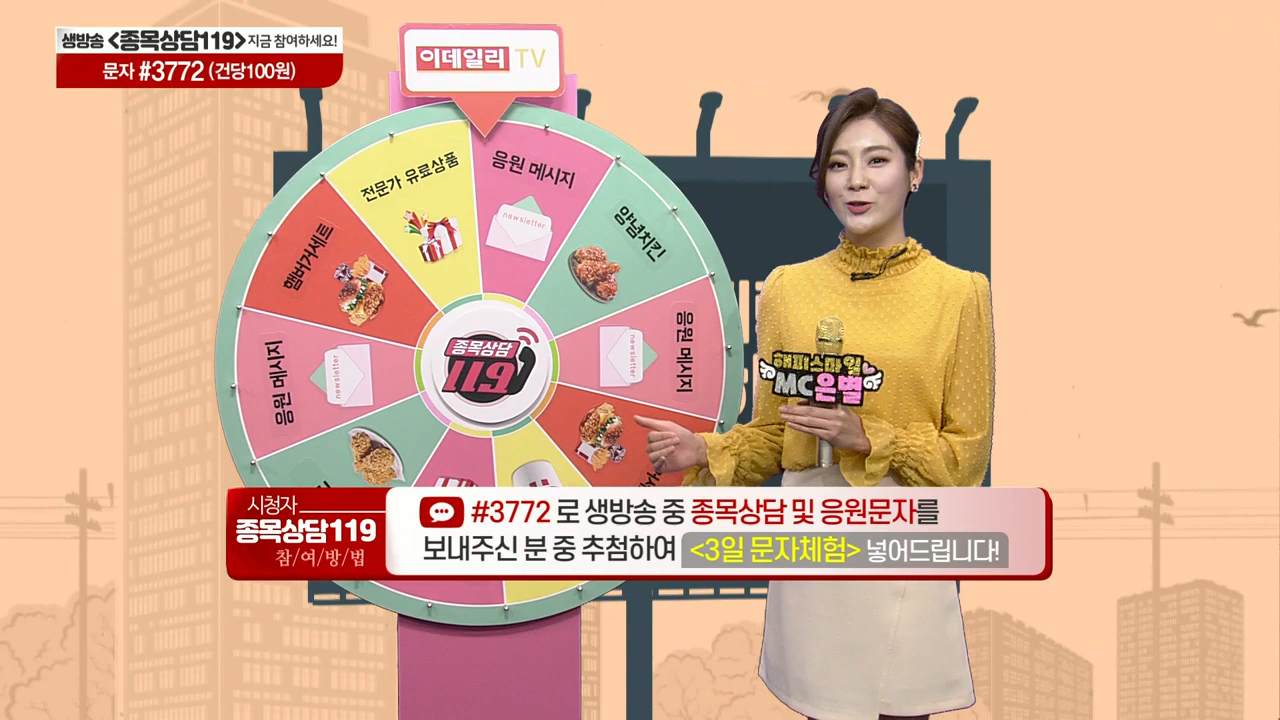 생방송 <종목상담119> 지금 참여하세요!
문자 #3772 (건당100원)
이데일리 TV
전문가 유료상품
응원 메시지
newsletter
양념치킨
햄버거세트
응원 메시지
newsletter
응원 메시지
newsletter
종목상담
119
해피스마일
MC은별
시청자
종목상담119
참/여/방/법
#3772 로 생방송 중 종목상담 및 응원문자를
보내주신 분 중 추첨하여 <3일 문자체험> 넣어드립니다!